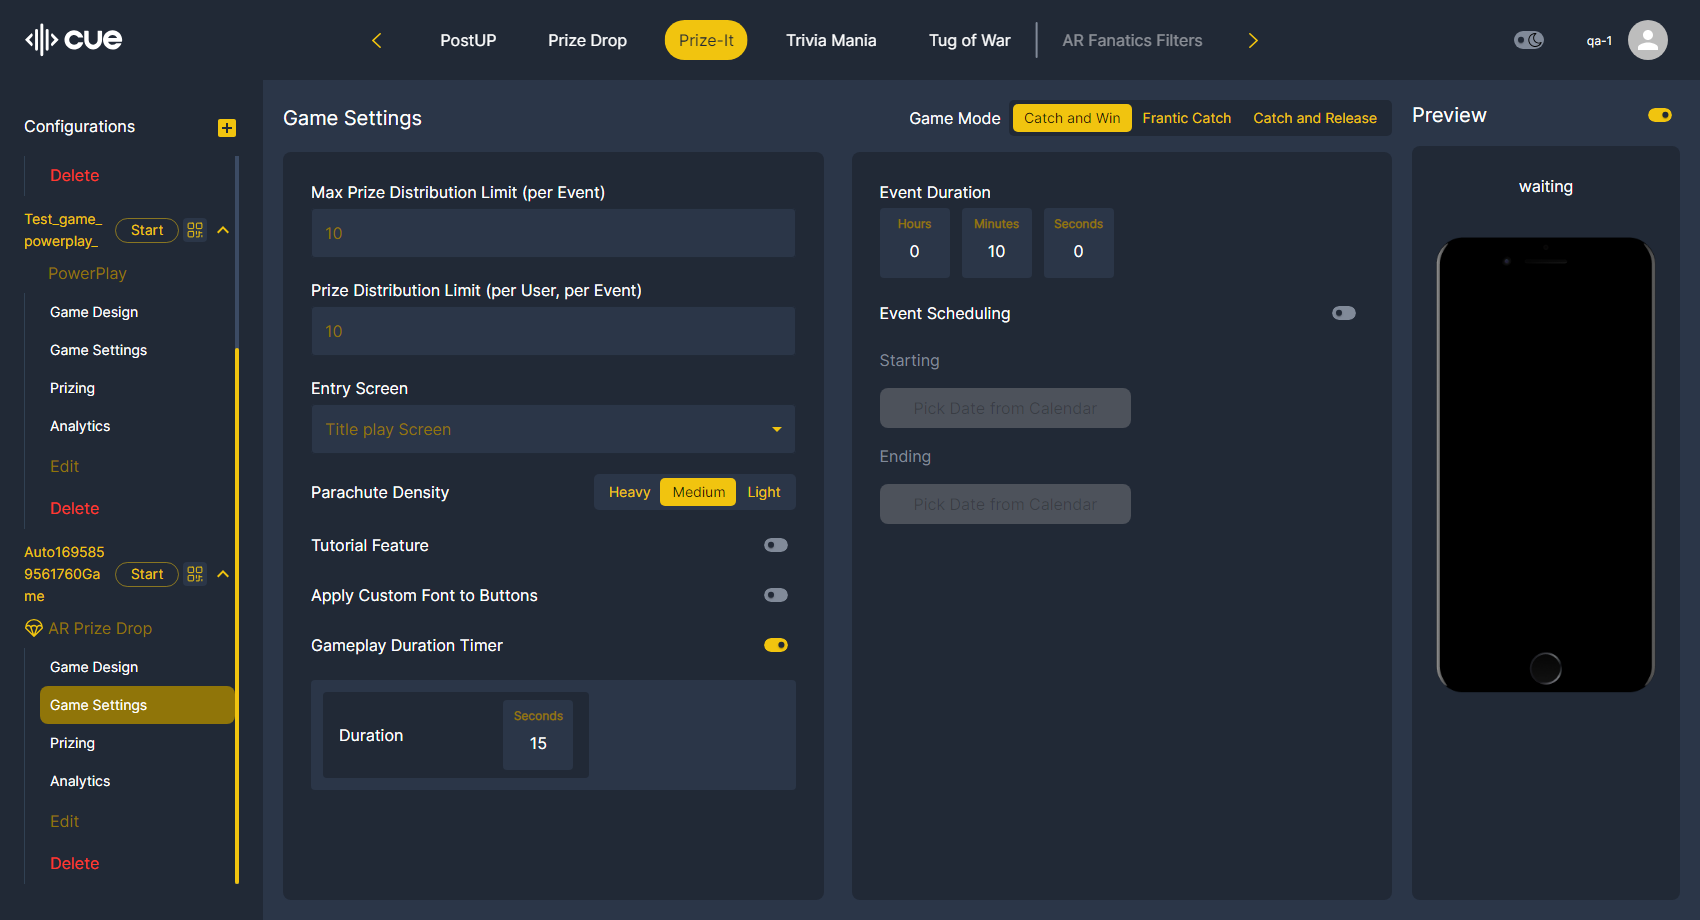 cue
PostUP
Prize Drop
Prize-It
Trivia Mania
Tug of War
AR Fanatics Filters
qa-1
Configurations
Delete
Test_game_
powerplay_
Start
PowerPlay
Game Design
Game Settings
Prizing
Analytics
Edit
Delete
Auto169585
9561760Ga
me
Start
AR Prize Drop
Game Design
Game Settings
Prizing
Analytics
Edit
Delete
Game Settings
Game Mode
Catch and Win
Frantic Catch
Catch and Release
Max Prize Distribution Limit (per Event)
10
Prize Distribution Limit (per User, per Event)
10
Entry Screen
Title play Screen
Parachute Density
Heavy
Medium
Light
Tutorial Feature
Apply Custom Font to Buttons
Gameplay Duration Timer
Duration
Seconds
15
Event Duration
Hours
0
Minutes
10
Seconds
0
Event Scheduling
Starting
Pick Date from Calendar
Ending
Pick Date from Calendar
Preview
waiting